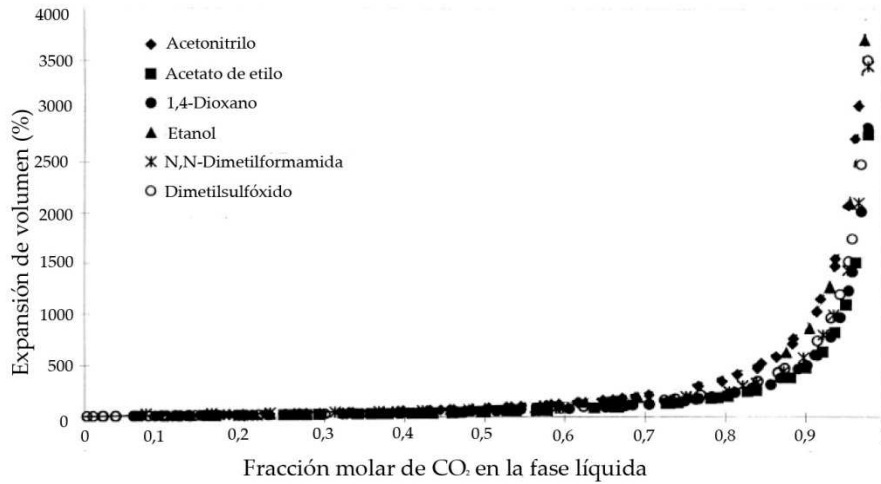 4000
3500
3000
2500
2000
1500
1000
500
0
Expansión de volumen (%)
Acetonitrilo
Acetato de etilo
1,4-Dioxano
Etanol
N,N-Dimetilformamida
Dimetilsulfóxido
0 0,1 0,2 0,3 0,4 0,5 0,6 0,7 0,8 0,9
Fracción molar de CO₂ en la fase líquida